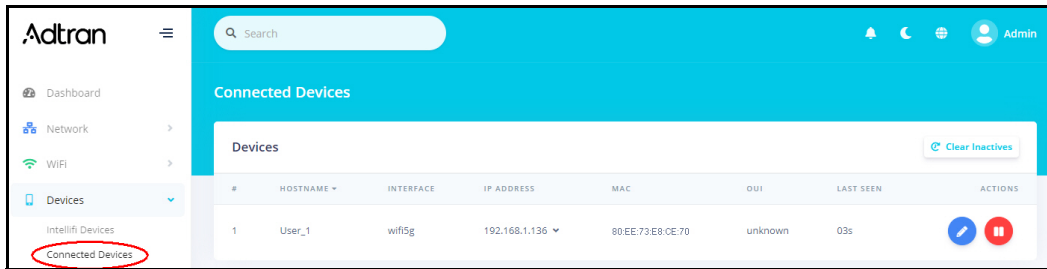 Adtran
Search
Admin
Dashboard
Network
WiFi
Devices
Intellifi Devices
Connected Devices
Connected Devices
Devices
Clear Inactives
# HOSTNAME INTERFACE IP ADDRESS MAC OUI LAST SEEN ACTIONS
1 User_1 wifi5g 192.168.1.136 80:EE:73:E8:CE:70 unknown 03s